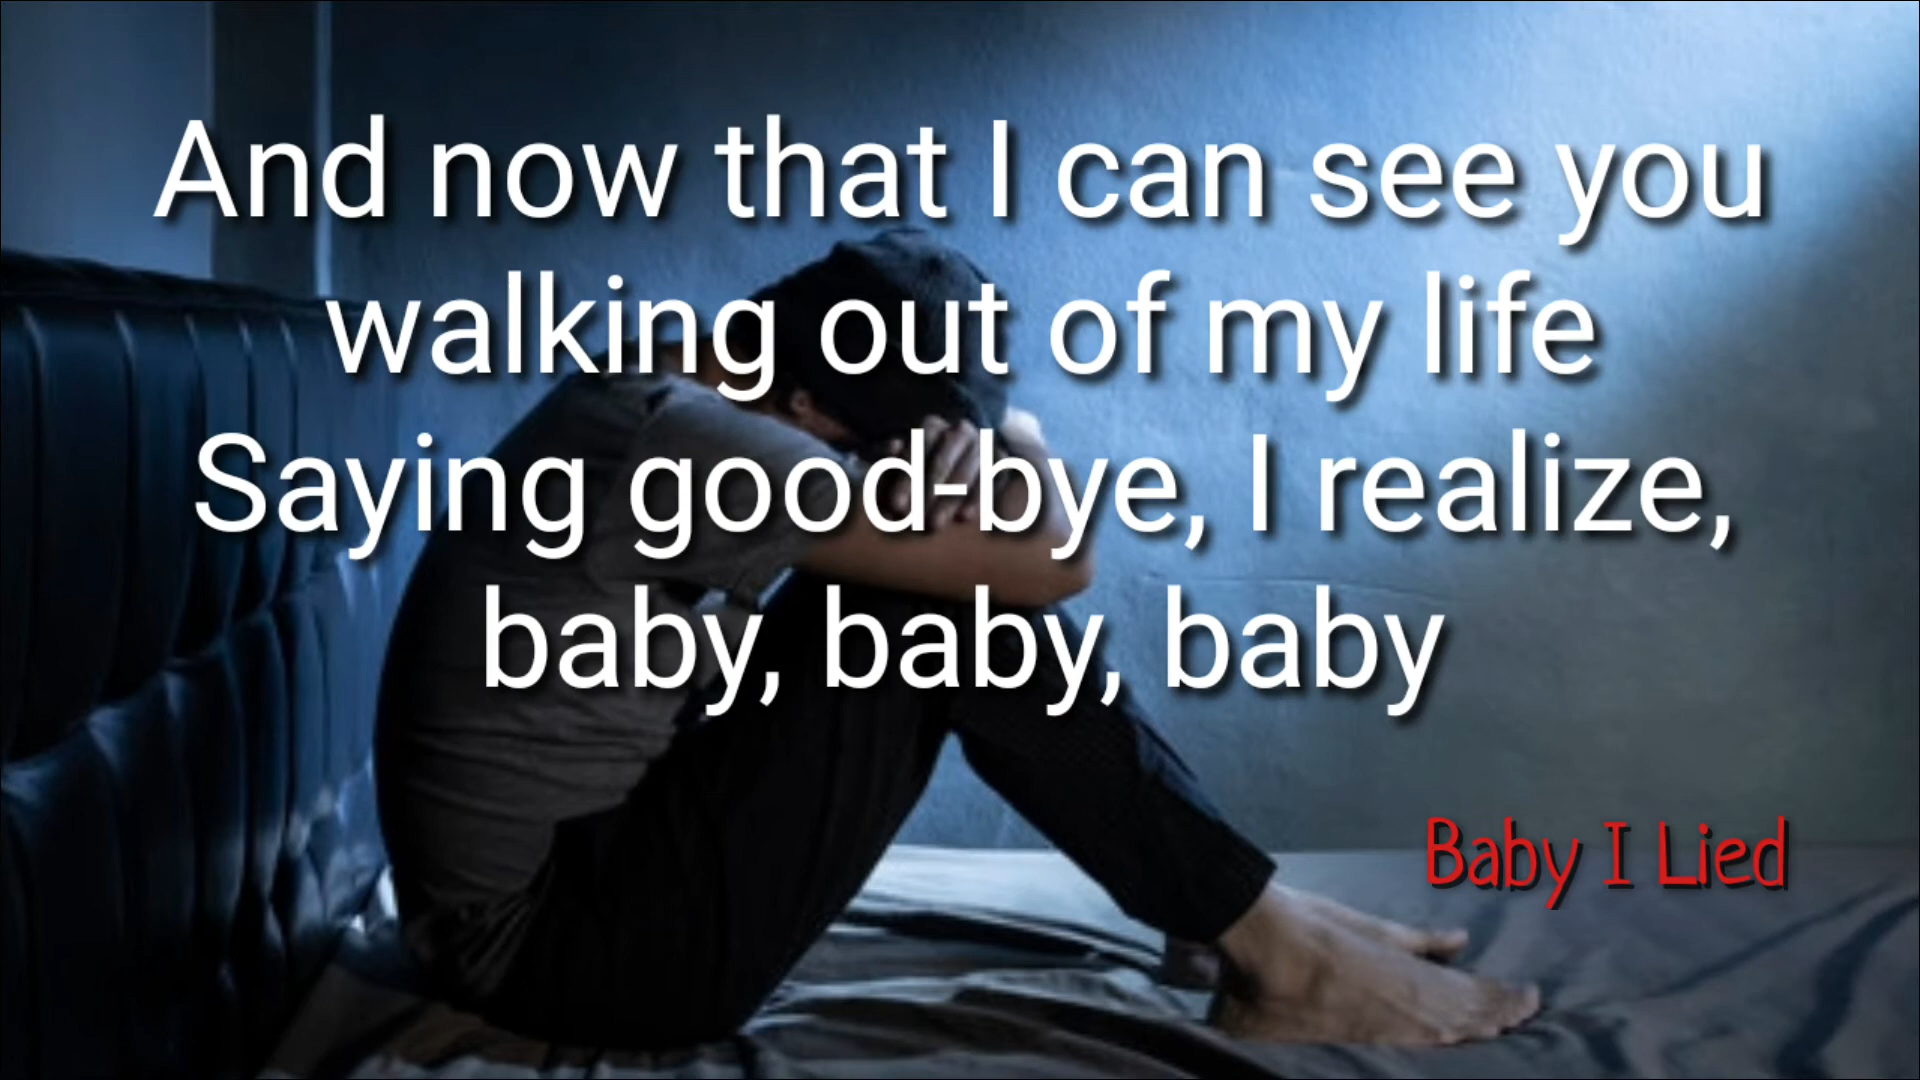 And now that I can see you
walking out of my life
Saying good-bye, I realize,
baby, baby, baby
Baby I Lied